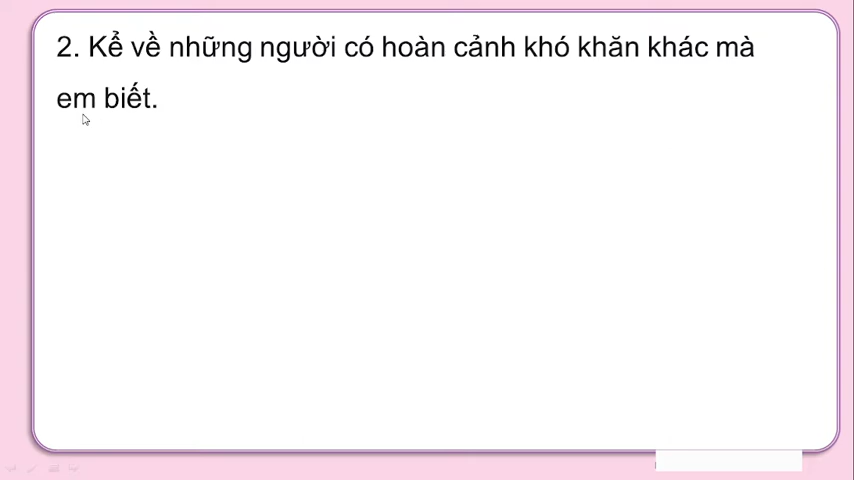 2. Kể về những người có hoàn cảnh khó khăn khác mà
em biết.